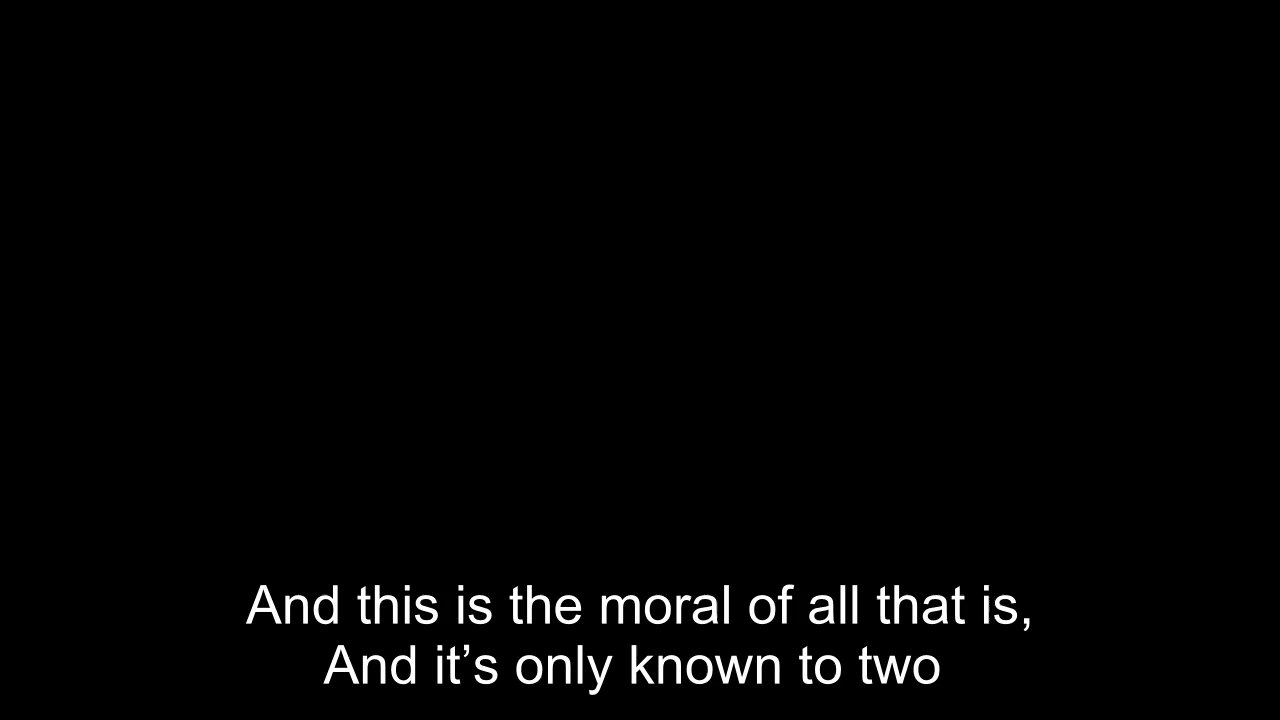 And this is the moral of all that is,
And it’s only known to two